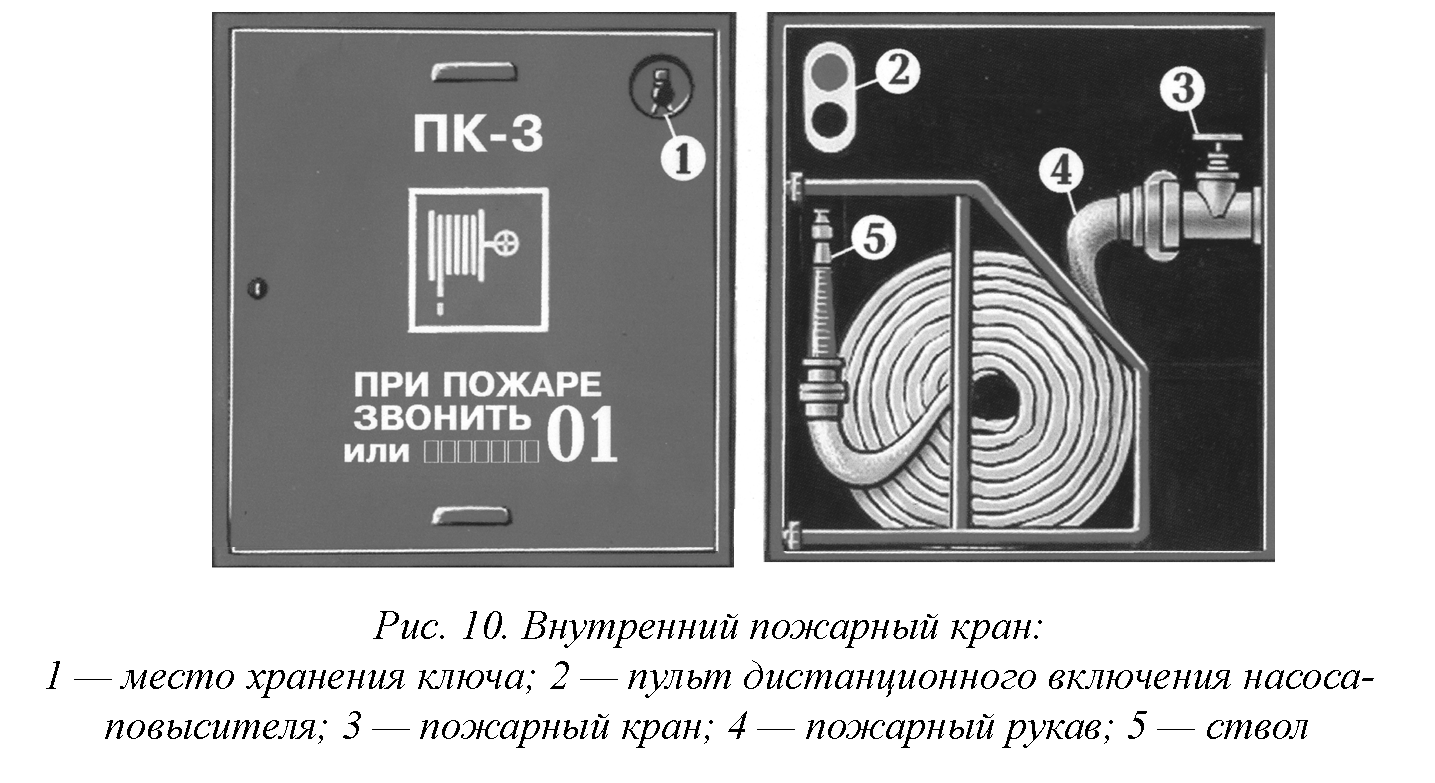 ПК-3
1
ПРИ ПОЖАРЕ
ЗВОНИТЬ 01
или
2
3
4
5
Рис. 10. Внутренний пожарный кран:
1 — место хранения ключа; 2 — пульт дистанционного включения насоса-
повысителя; 3 — пожарный кран; 4 — пожарный рукав; 5 — ствол